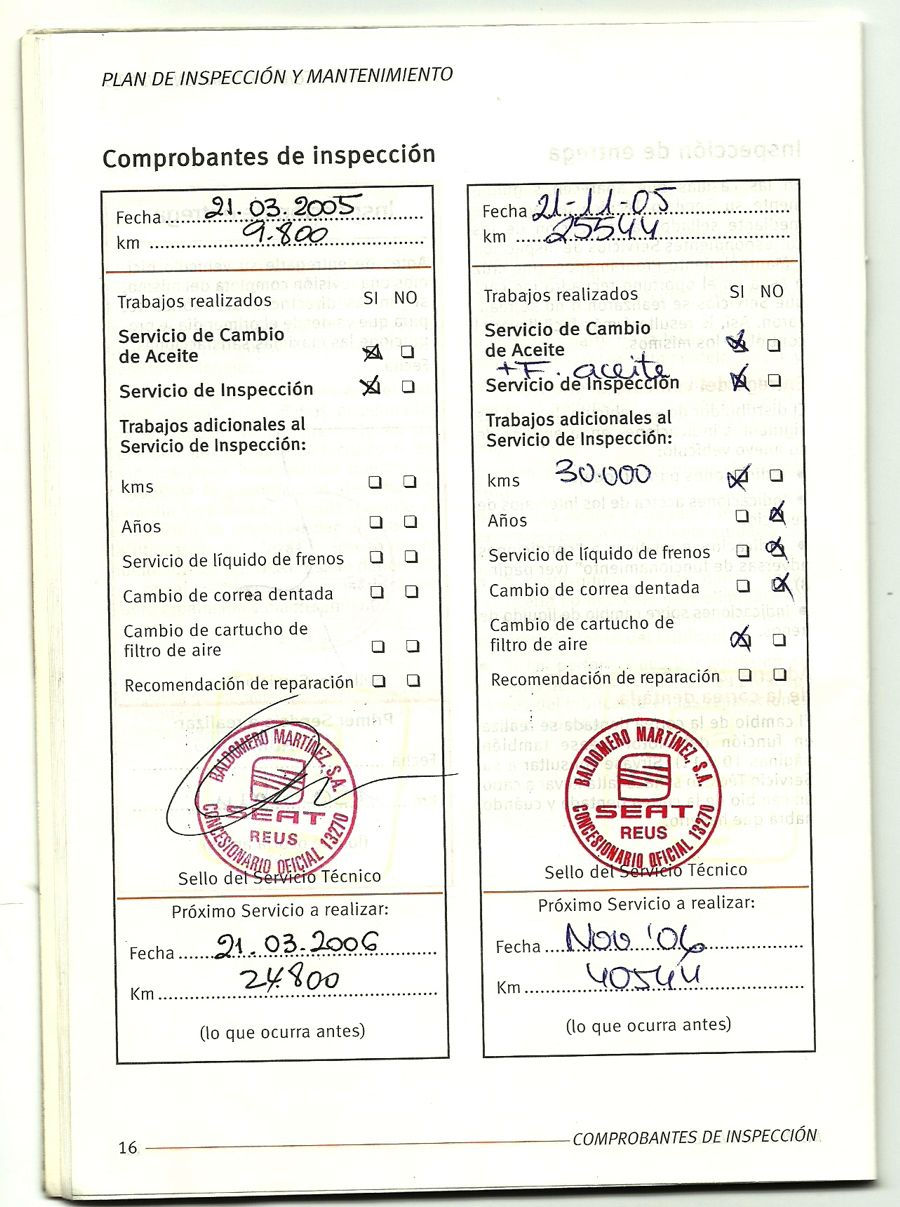 PLAN DE INSPECCIÓN Y MANTENIMIENTO
Comprobantes de inspección
Fecha 21.03.2005
km 9.800
Trabajos realizados SI NO
Servicio de Cambio
de Aceite
Servicio de Inspección
Trabajos adicionales al
Servicio de Inspección:
kms
Años
Servicio de líquido de frenos
Cambio de correa dentada
Cambio de cartucho de
filtro de aire
Recomendación de reparación
BALDOMERO MARTÍNEZ, S.A.
SEAT
REUS
CONCESIONARIO OFICIAL 13270
Sello del Servicio Técnico
Próximo Servicio a realizar:
Fecha 21.03.2006
Km 24.800
(lo que ocurra antes)
Fecha 21-11-05
km 25544
Trabajos realizados SI NO
Servicio de Cambio
de Aceite
+F. aceite
Servicio de Inspección
Trabajos adicionales al
Servicio de Inspección:
kms 30.000
Años
Servicio de líquido de frenos
Cambio de correa dentada
Cambio de cartucho de
filtro de aire
Recomendación de reparación
BALDOMERO MARTÍNEZ, S.A.
SEAT
REUS
CONCESIONARIO OFICIAL 13270
Sello del Servicio Técnico
Próximo Servicio a realizar:
Fecha Nov '06
Km 40544
(lo que ocurra antes)
16 COMPROBANTES DE INSPECCIÓN